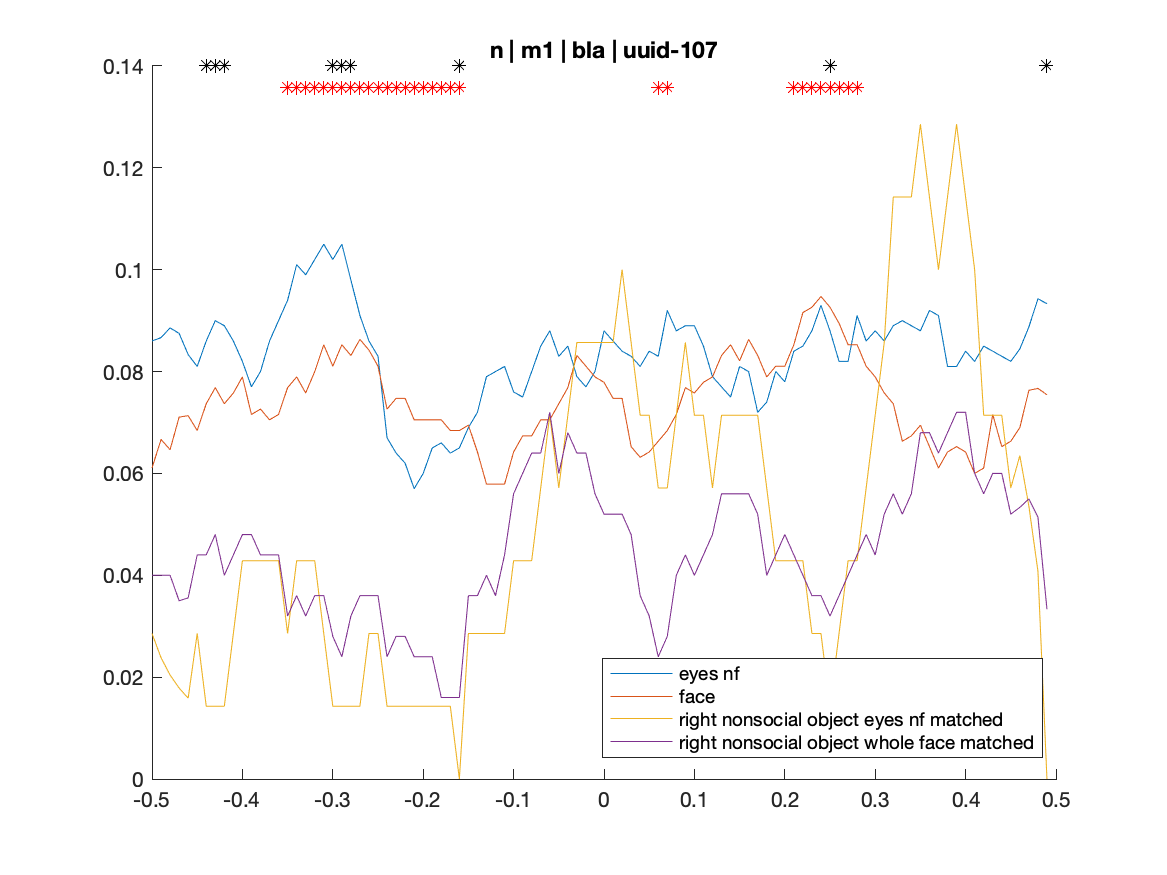 n | m1 | bla | uuid-107
0.14
0.12
0.1
0.08
0.06
0.04
0.02
0
-0.5 -0.4 -0.3 -0.2 -0.1 0 0.1 0.2 0.3 0.4 0.5
eyes nf
face
right nonsocial object eyes nf matched
right nonsocial object whole face matched